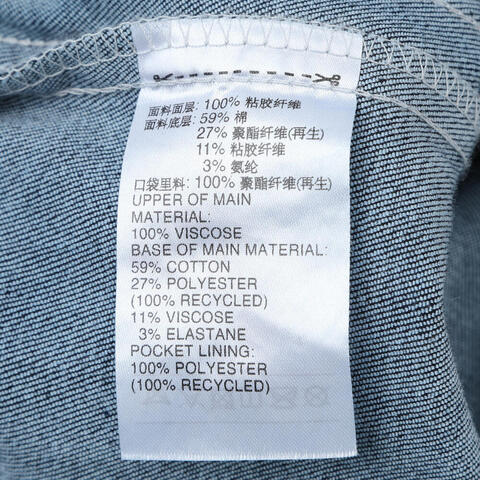 面料面层: 100% 粘胶纤维
面料底层: 59% 棉
27% 聚酯纤维(再生)
11% 粘胶纤维
3% 氨纶
口袋里料: 100% 聚酯纤维(再生)
UPPER OF MAIN
MATERIAL:
100% VISCOSE
BASE OF MAIN MATERIAL:
59% COTTON
27% POLYESTER
(100% RECYCLED)
11% VISCOSE
3% ELASTANE
POCKET LINING:
100% POLYESTER
(100% RECYCLED)